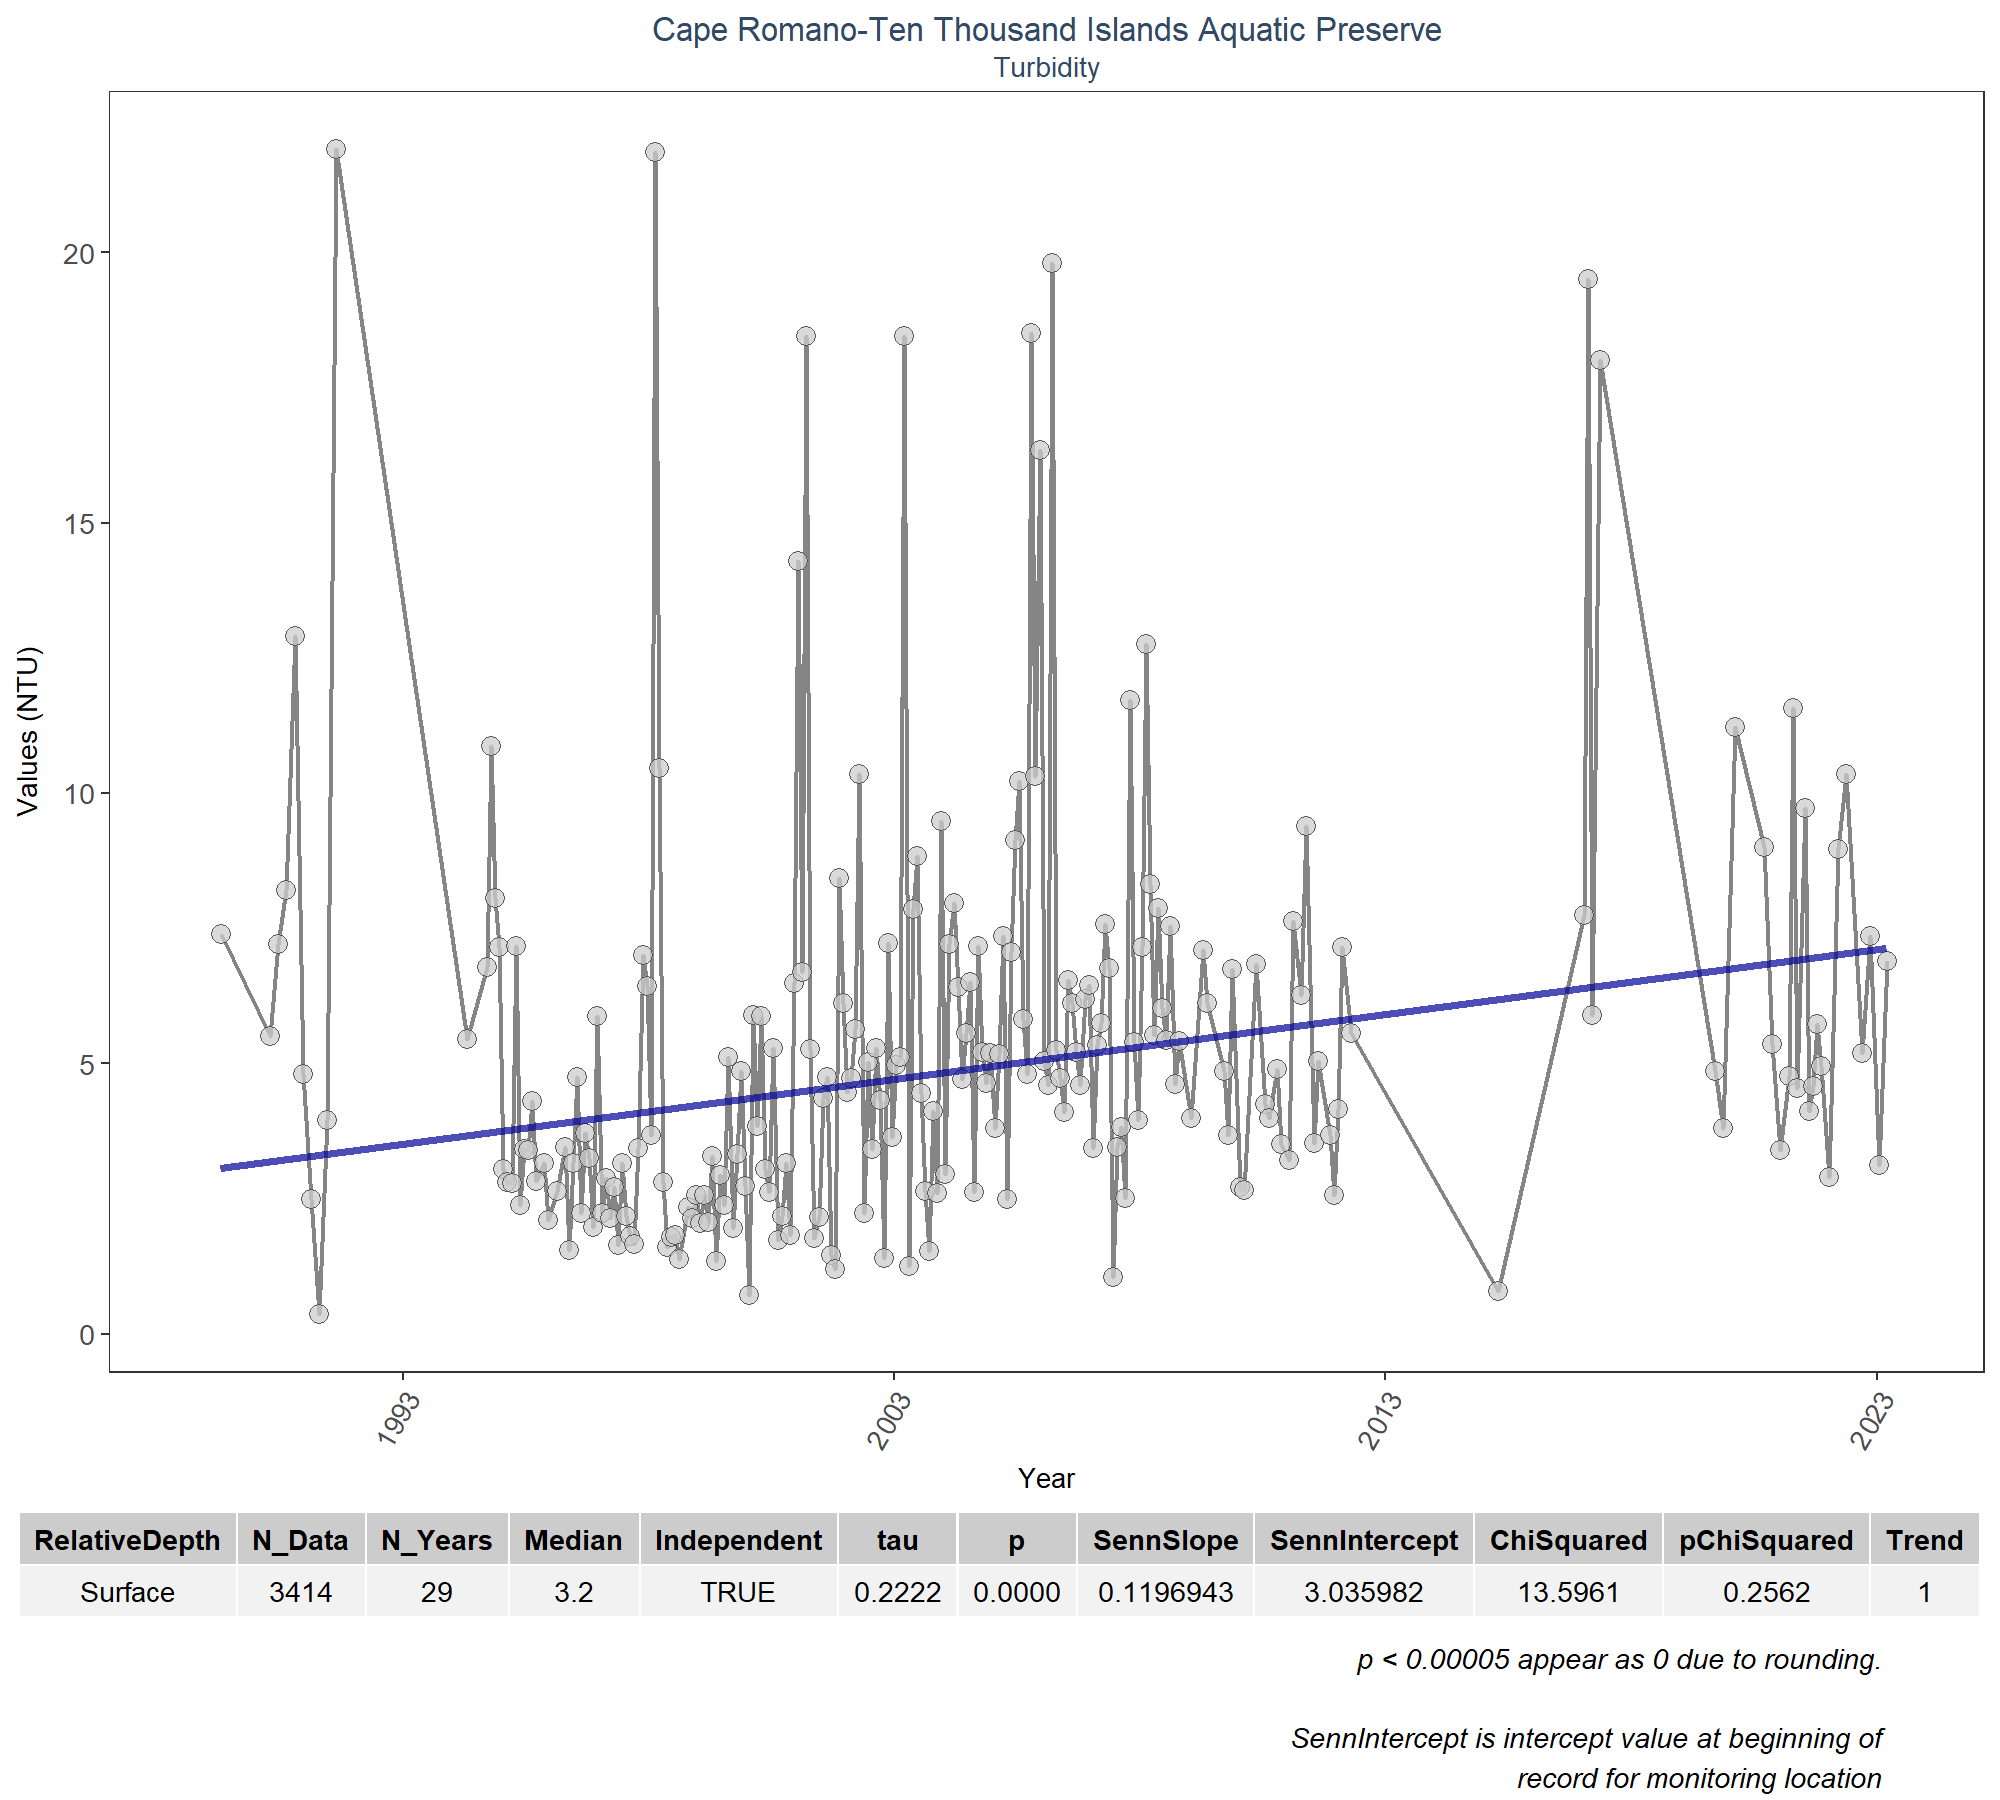 Cape Romano-Ten Thousand Islands Aquatic Preserve
Turbidity
Values (NTU)
20
15
10
5
0
1993
2003
2013
2023
Year
RelativeDepth N_Data N_Years Median Independent tau p SennSlope SennIntercept ChiSquared pChiSquared Trend
Surface 3414 29 3.2 TRUE 0.2222 0.0000 0.1196943 3.035982 13.5961 0.2562 1
p < 0.00005 appear as 0 due to rounding.
SennIntercept is intercept value at beginning of
record for monitoring location